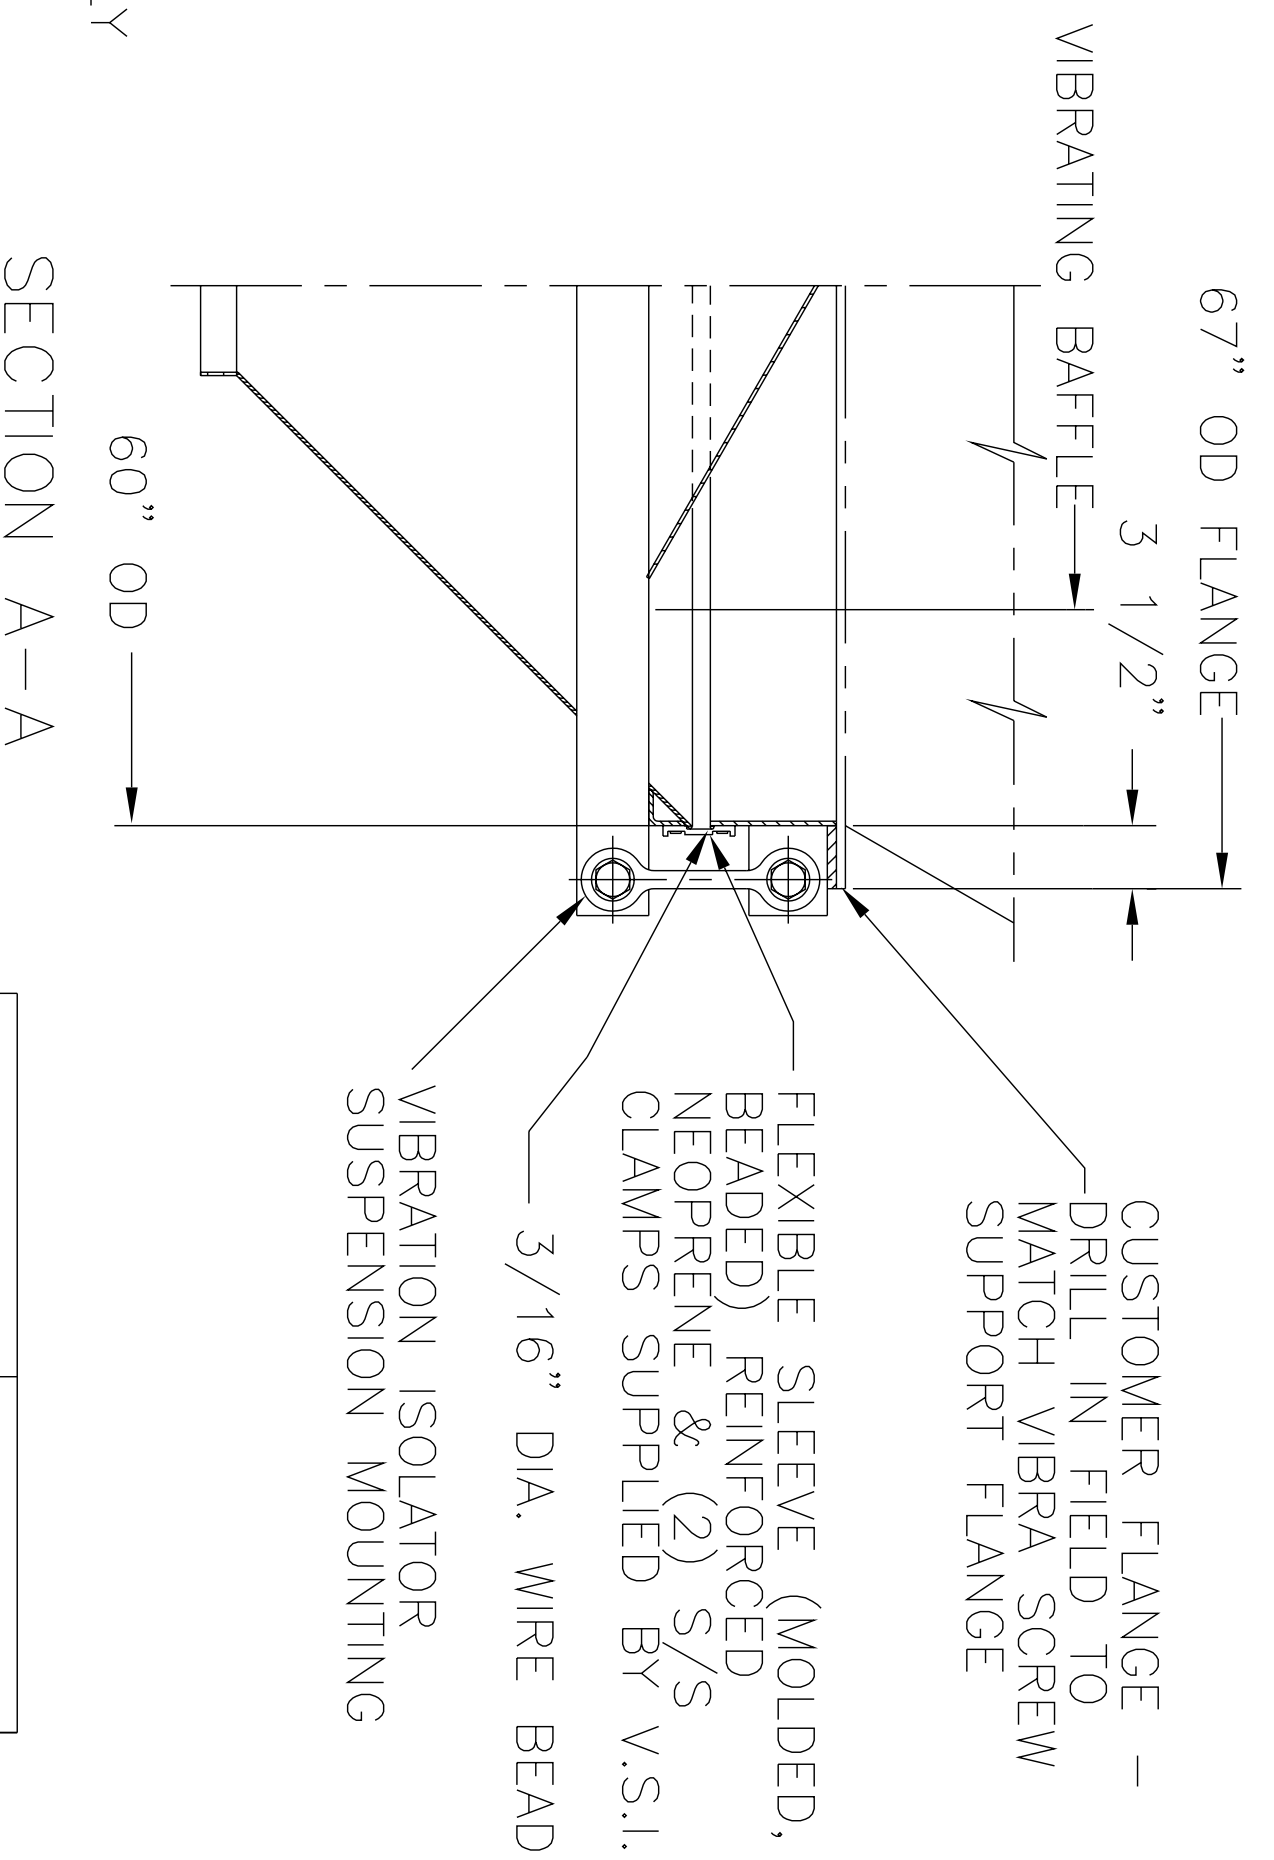 67" OD FLANGE
3 1/2"
VIBRATING BAFFLE
CUSTOMER FLANGE –
DRILL IN FIELD TO
MATCH VIBRA SCREW
SUPPORT FLANGE
FLEXIBLE SLEEVE (MOLDED,
BEADED) REINFORCED
NEOPRENE & (2) S/S
CLAMPS SUPPLIED BY V.S.I.
3/16" DIA. WIRE BEAD
VIBRATION ISOLATOR
SUSPENSION MOUNTING
60" OD
SECTION A–A